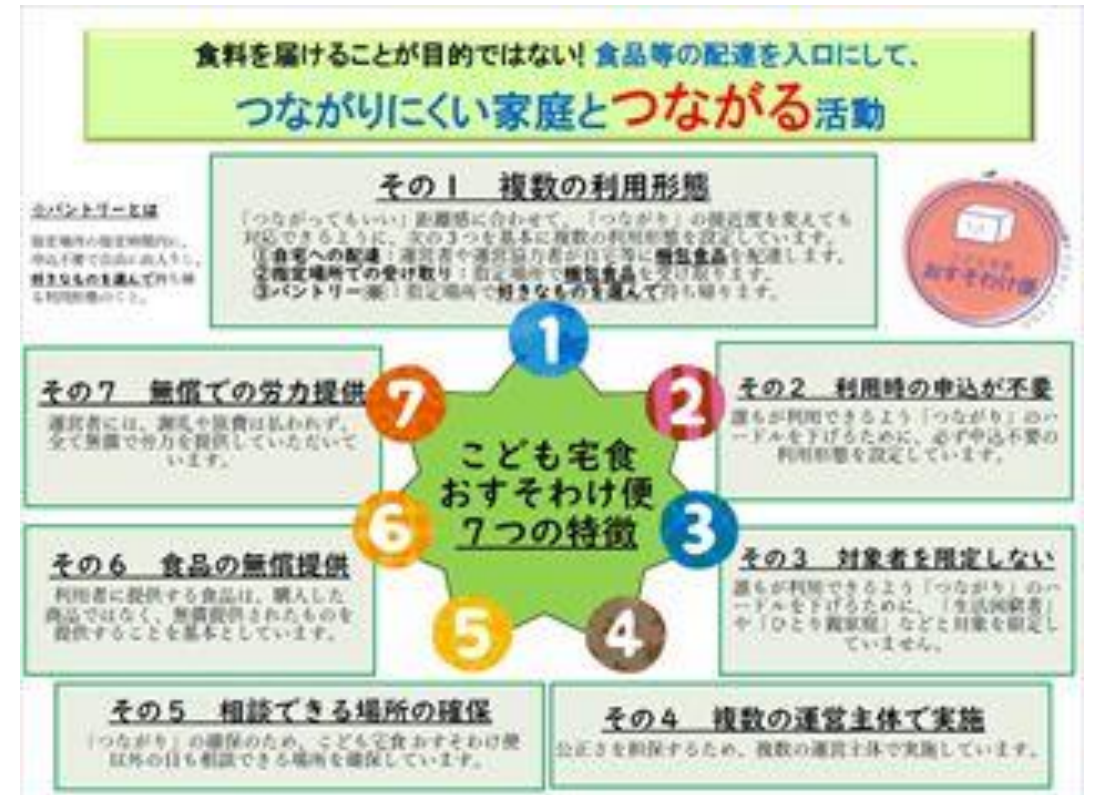 食料を届けることが目的ではない! 食品等の配達を入口にして、
つながりにくい家庭とつながる活動
その1 複数の利用形態
「つながってもいい」距離感に合わせて、「つながり」の接近度を変えても
対応できるように、次の3つを基本に複数の利用形態を設定しています。
①自宅への配達:運営者や運営協力者が自宅等に梱包食品を配達します。
②指定場所での受け取り:指定場所で梱包食品を受け取ります。
③パントリー㈱:指定場所で好きなものを選んで持ち帰ります。
※パントリーとは
指定場所の指定時間内に、
申込不要で自由に出入りし、
好きなものを選んで持ち帰
る利用形態のこと。
おすそわけ便
1
その7 無償での労力提供
運営者には、謝礼や旅費は払われず、
全て無償で労力を提供していただいて
います。
7
2
その2 利用時の申込が不要
誰もが利用できるよう「つながり」のハ
ードルを下げるために、必ず申込不要の
利用形態を設定しています。
こども宅食
おすそわけ便
7つの特徴
6
3
その6 食品の無償提供
利用者に提供する食品は、購入した
商品ではなく、無償提供されたものを
提供することを基本としています。
その3 対象者を限定しない
誰もが利用できるよう「つながり」のハ
ードルを下げるために、「生活困窮者」
や「ひとり親家庭」などと対象を限定し
ていません。
5
4
その5 相談できる場所の確保
「つながり」の確保のため、こども宅食おすそわけ便
以外の日も相談できる場所を確保しています。
その4 複数の運営主体で実施
公正さを担保するため、複数の運営主体で実施しています。